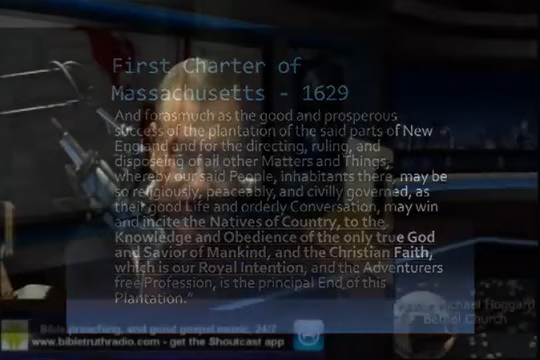 First Charter of
Massachusetts - 1629
And forasmuch as the good and prosperous
success of the plantation of the said parts of New
England and for the directing, ruling, and
disposeing of all other Matters and Things,
whereby our said People, inhabitants there, may be
so religiously, peaceably, and civilly governed, as
their good Life and orderly Conversation, may win
and incite the Natives of Country, to the
Knowledge and Obedience of the only true God
and Savior of Mankind, and the Christian Faith,
which is our Royal Intention, and the Adventurers
free Profession, is the principal End of this
Plantation."
Michael Hoggard
Bethel Church
Bible preaching, and good gospel music, 24/7
www.bibletruthradio.com - get the Shoutcast app